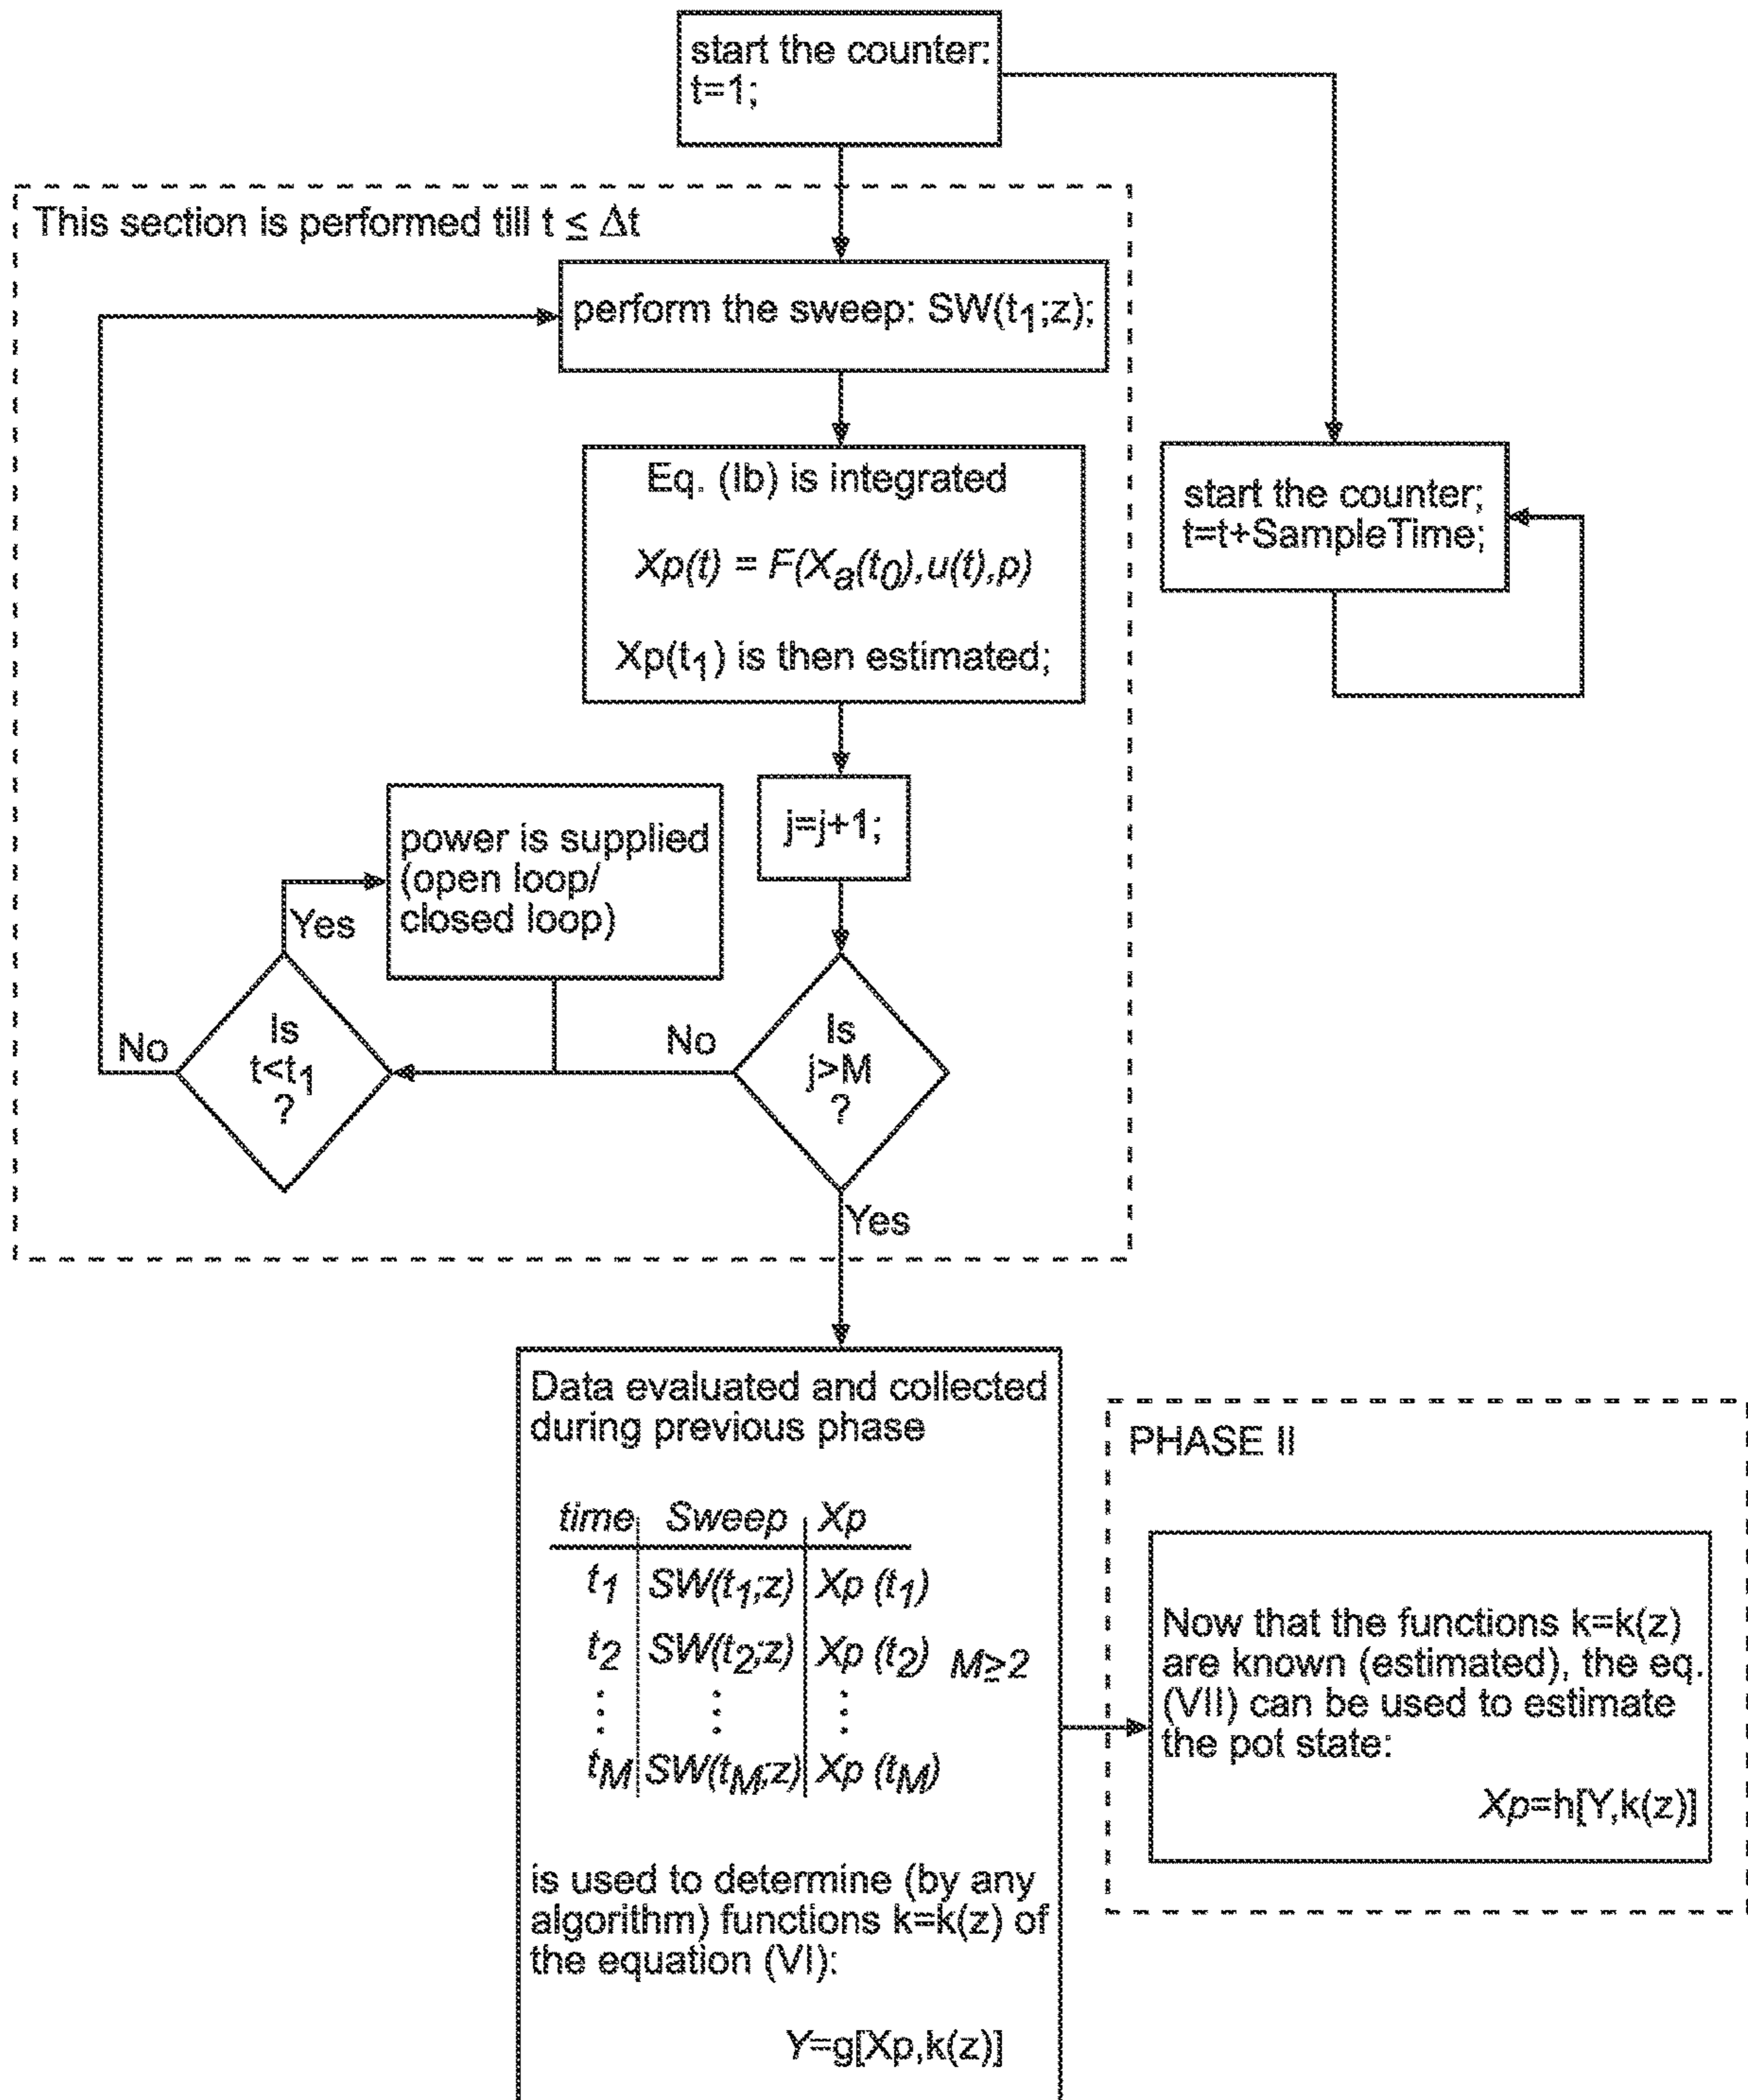 start the counter:
t=1;
This section is performed till t ≤ Δt
perform the sweep: SW(t₁;z);
Eq. (Ib) is integrated
Xp(t) = F(Xₐ(t₀),u(t),p)
Xp(t₁) is then estimated;
start the counter;
t=t+SampleTime;
j=j+1;
power is supplied
(open loop/
closed loop)
Yes
No
Is
t<t₁
?
No
Is
j>M
?
Yes
Data evaluated and collected
during previous phase
time Sweep Xp
t₁ SW(t₁;z) Xp (t₁)
t₂ SW(t₂;z) Xp (t₂) M≥2
⋮ ⋮ ⋮
t_M SW(t_M;z) Xp (t_M)
is used to determine (by any
algorithm) functions k=k(z) of
the equation (VI):
Y=g[Xp,k(z)]
PHASE II
Now that the functions k=k(z)
are known (estimated), the eq.
(VII) can be used to estimate
the pot state:
Xp=h[Y,k(z)]